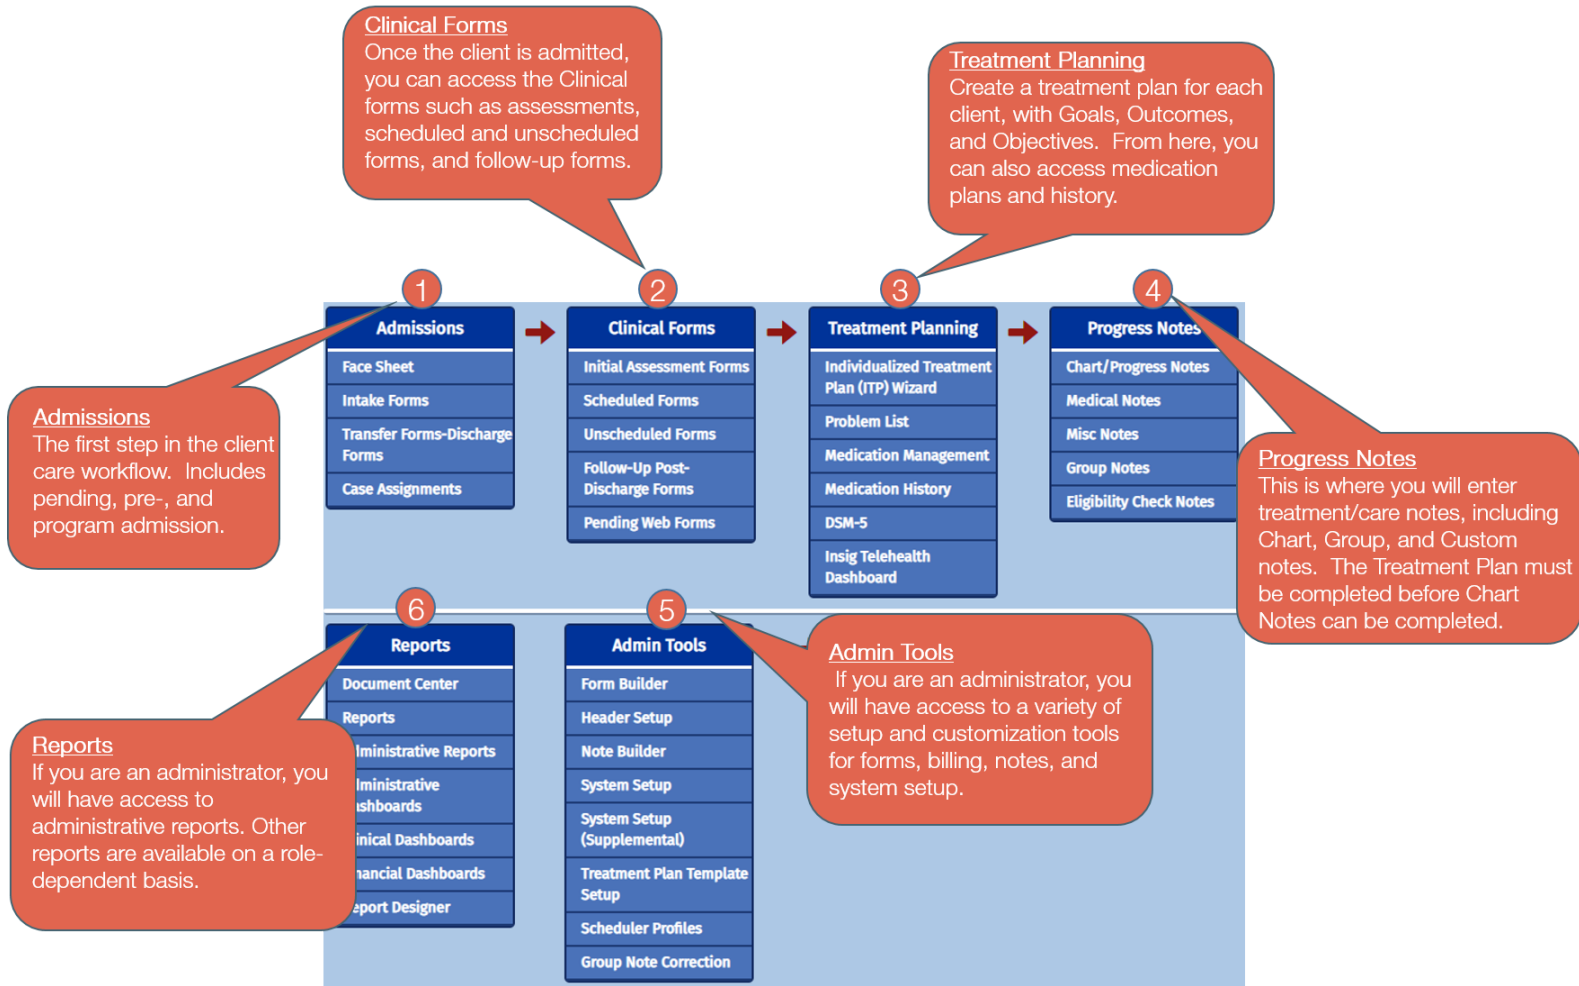 Clinical Forms
Once the client is admitted,
you can access the Clinical
forms such as assessments,
scheduled and unscheduled
forms, and follow-up forms.
Treatment Planning
Create a treatment plan for each
client, with Goals, Outcomes,
and Objectives. From here, you
can also access medication
plans and history.
1
2
3
4
Admissions
Face Sheet
Intake Forms
Transfer Forms-Discharge
Forms
Case Assignments
Clinical Forms
Initial Assessment Forms
Scheduled Forms
Unscheduled Forms
Follow-Up Post-
Discharge Forms
Pending Web Forms
Treatment Planning
Individualized Treatment
Plan (ITP) Wizard
Problem List
Medication Management
Medication History
DSM-5
Insig Telehealth
Dashboard
Progress Notes
Chart/Progress Notes
Medical Notes
Misc Notes
Group Notes
Eligibility Check Notes
Admissions
The first step in the client
care workflow. Includes
pending, pre-, and
program admission.
Progress Notes
This is where you will enter
treatment/care notes, including
Chart, Group, and Custom
notes. The Treatment Plan must
be completed before Chart
Notes can be completed.
6
5
Reports
Document Center
Reports
dministrative Reports
dministrative
ashboards
inical Dashboards
nancial Dashboards
eport Designer
Admin Tools
Form Builder
Header Setup
Note Builder
System Setup
System Setup
(Supplemental)
Treatment Plan Template
Setup
Scheduler Profiles
Group Note Correction
Admin Tools
If you are an administrator, you
will have access to a variety of
setup and customization tools
for forms, billing, notes, and
system setup.
Reports
If you are an administrator, you
will have access to
administrative reports. Other
reports are available on a role-
dependent basis.